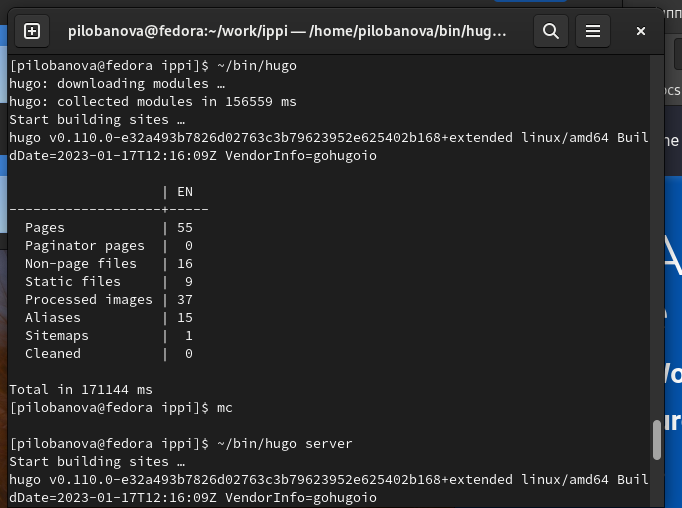 pilobanova@fedora:~/work/ippi — /home/pilobanova/bin/hug…
[pilobanova@fedora ippi]$ ~/bin/hugo
hugo: downloading modules …
hugo: collected modules in 156559 ms
Start building sites …
hugo v0.110.0-e32a493b7826d02763c3b79623952e625402b168+extended linux/amd64 Buil
dDate=2023-01-17T12:16:09Z VendorInfo=gohugoio
                   | EN
-------------------+-----
  Pages            | 55
  Paginator pages  |  0
  Non-page files   | 16
  Static files     |  9
  Processed images | 37
  Aliases          | 15
  Sitemaps         |  1
  Cleaned          |  0
Total in 171144 ms
[pilobanova@fedora ippi]$ mc
[pilobanova@fedora ippi]$ ~/bin/hugo server
Start building sites …
hugo v0.110.0-e32a493b7826d02763c3b79623952e625402b168+extended linux/amd64 Buil
dDate=2023-01-17T12:16:09Z VendorInfo=gohugoio